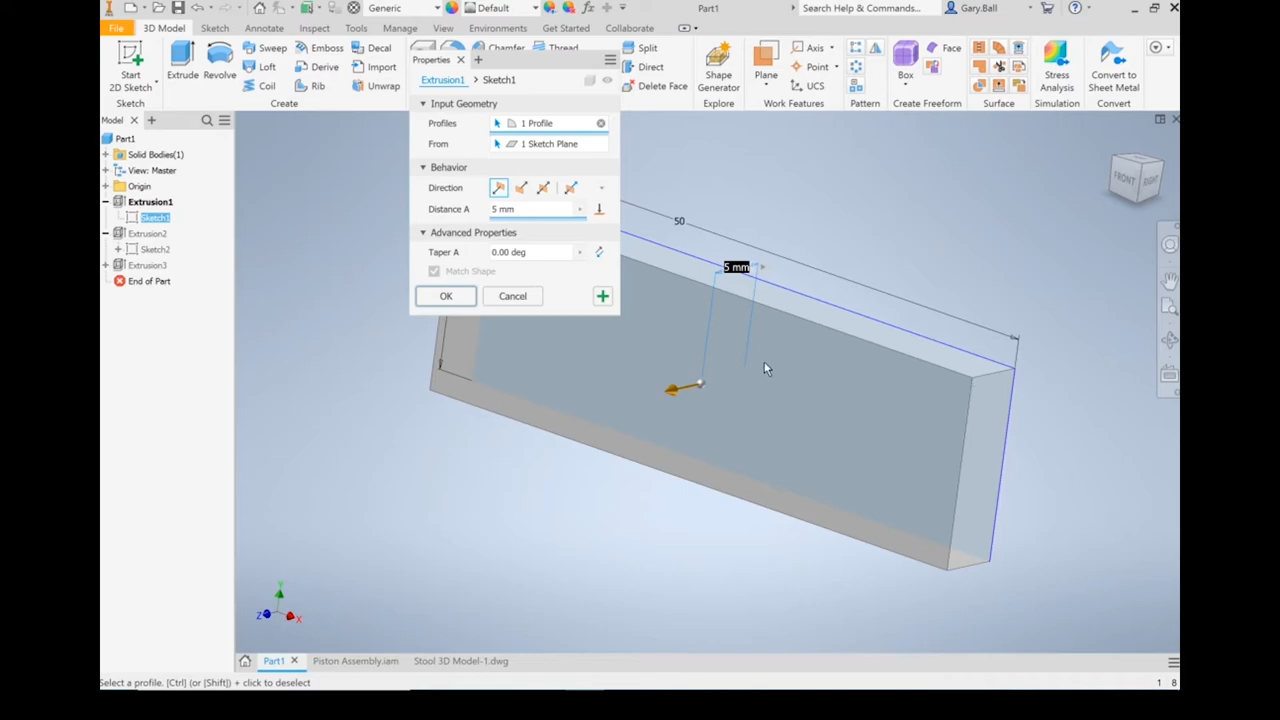 Generic
Default
Part1
Search Help & Commands...
Gary.Ball
File
3D Model
Sketch
Annotate
Inspect
Tools
Manage
View
Environments
Get Started
Collaborate
Start
2D Sketch
Extrude
Revolve
Sweep
Emboss
Decal
Loft
Derive
Import
Coil
Rib
Unwrap
Chamfer
Thread
Split
Direct
Delete Face
Shape
Generator
Plane
Axis
Point
UCS
Box
Face
Stress
Analysis
Convert to
Sheet Metal
Sketch
Create
Explore
Work Features
Pattern
Create Freeform
Surface
Simulation
Convert
Properties
Extrusion1 > Sketch1
Input Geometry
Profiles 1 Profile
From 1 Sketch Plane
Behavior
Direction
Distance A 5 mm
Advanced Properties
Taper A 0.00 deg
Match Shape
OK
Cancel
Model
Part1
Solid Bodies(1)
View: Master
Origin
Extrusion1
Sketch1
Extrusion2
Sketch2
Extrusion3
End of Part
50
5 mm
FRONT
RIGHT
Y
Z
X
Part1
Piston Assembly.iam
Stool 3D Model-1.dwg
Select a profile. [Ctrl] (or [Shift]) + click to deselect
1 8